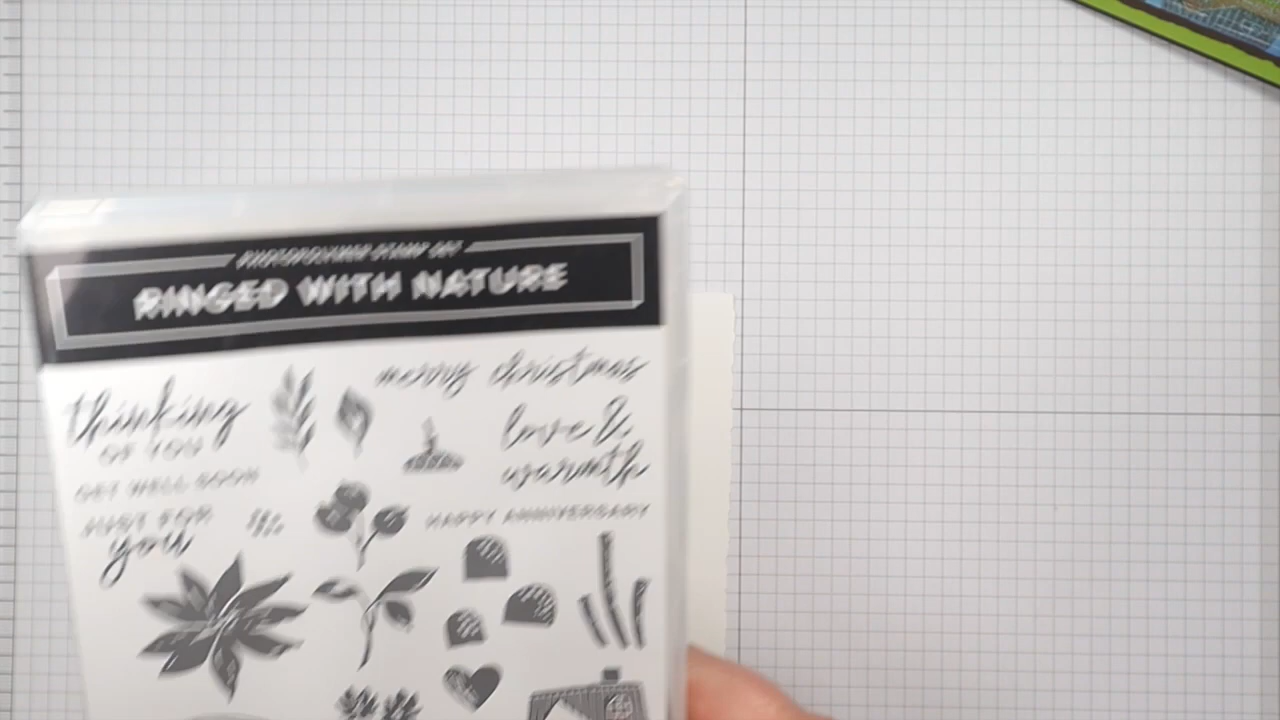 PHOTOPOLYMER STAMP SET
RINGED WITH NATURE
merry christmas
thinking
OF YOU
love &
warmth
GET WELL SOON
JUST FOR
you
HAPPY ANNIVERSARY